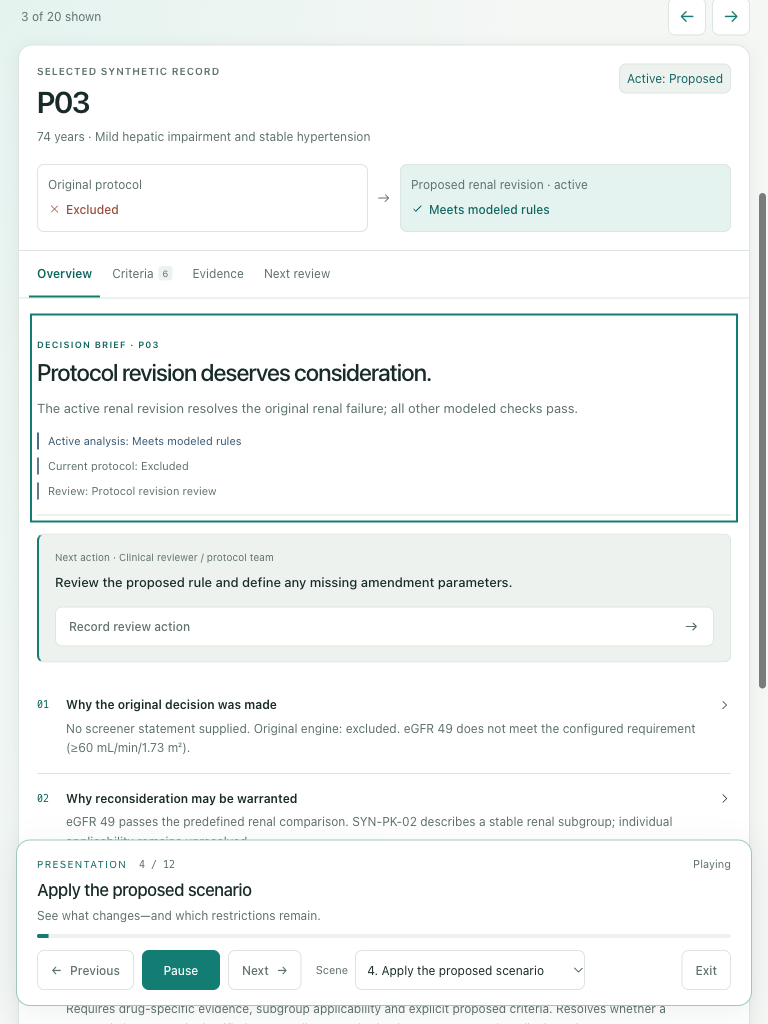 3 of 20 shown
← →
SELECTED SYNTHETIC RECORD
Active: Proposed
P03
74 years · Mild hepatic impairment and stable hypertension
Original protocol
Excluded
→
Proposed renal revision · active
Meets modeled rules
Overview
Criteria 6
Evidence
Next review
DECISION BRIEF · P03
Protocol revision deserves consideration.
The active renal revision resolves the original renal failure; all other modeled checks pass.
Active analysis: Meets modeled rules
Current protocol: Excluded
Review: Protocol revision review
Next action · Clinical reviewer / protocol team
Review the proposed rule and define any missing amendment parameters.
Record review action →
01 Why the original decision was made
No screener statement supplied. Original engine: excluded. eGFR 49 does not meet the configured requirement
(≥60 mL/min/1.73 m²).
02 Why reconsideration may be warranted
eGFR 49 passes the predefined renal comparison. SYN-PK-02 describes a stable renal subgroup; individual
PRESENTATION 4 / 12
Playing
Apply the proposed scenario
See what changes—and which restrictions remain.
← Previous
Pause
Next →
Scene
4. Apply the proposed scenario
Exit
Requires drug-specific evidence, subgroup applicability and explicit proposed criteria. Resolves whether a